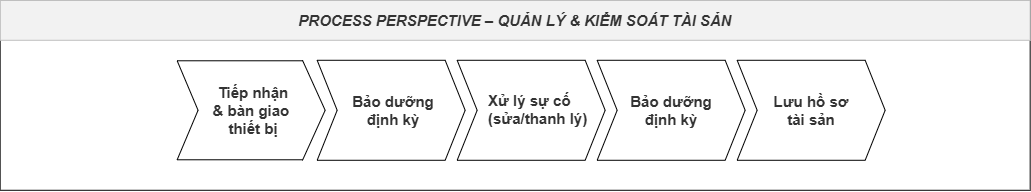 PROCESS PERSPECTIVE – QUẢN LÝ & KIỂM SOÁT TÀI SẢN
Tiếp nhận
& bàn giao
thiết bị
Bảo dưỡng
định kỳ
Xử lý sự cố
(sửa/thanh lý)
Bảo dưỡng
định kỳ
Lưu hồ sơ
tài sản